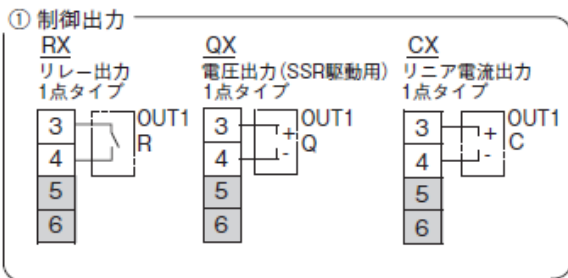 ① 制御出力
RX
リレー出力
1点タイプ
3
4
5
6
OUT1
R
QX
電圧出力(SSR駆動用)
1点タイプ
3
4
5
6
+
-
OUT1
Q
CX
リニア電流出力
1点タイプ
3
4
5
6
+
-
OUT1
C